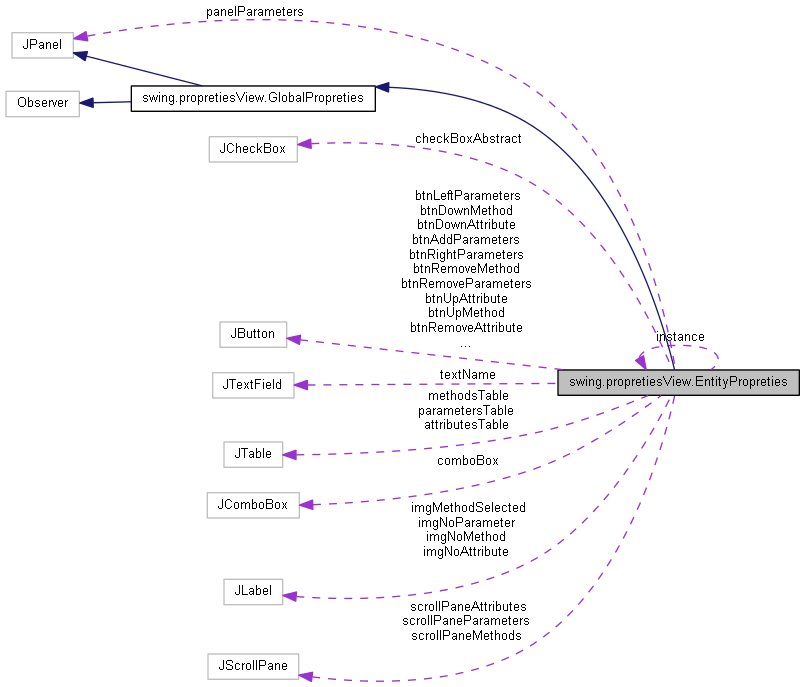 panelParameters
JPanel
swing.propretiesView.GlobalPropreties
Observer
checkBoxAbstract
JCheckBox
btnLeftParameters
btnDownMethod
btnDownAttribute
btnAddParameters
btnRightParameters
btnRemoveMethod
btnRemoveParameters
btnUpAttribute
btnUpMethod
btnRemoveAttribute
...
JButton
instance
textName
JTextField
swing.propretiesView.EntityPropreties
methodsTable
parametersTable
attributesTable
JTable
comboBox
JComboBox
imgMethodSelected
imgNoParameter
imgNoMethod
imgNoAttribute
JLabel
scrollPaneAttributes
scrollPaneParameters
scrollPaneMethods
JScrollPane